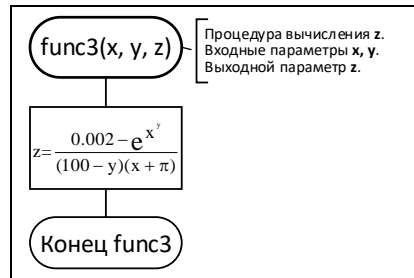 func3(x, y, z)
Процедура вычисления z.
Входные параметры x, y.
Выходной параметр z.
z= 0.002 − e^x^y / (100 − y)(x + π)
Конец func3